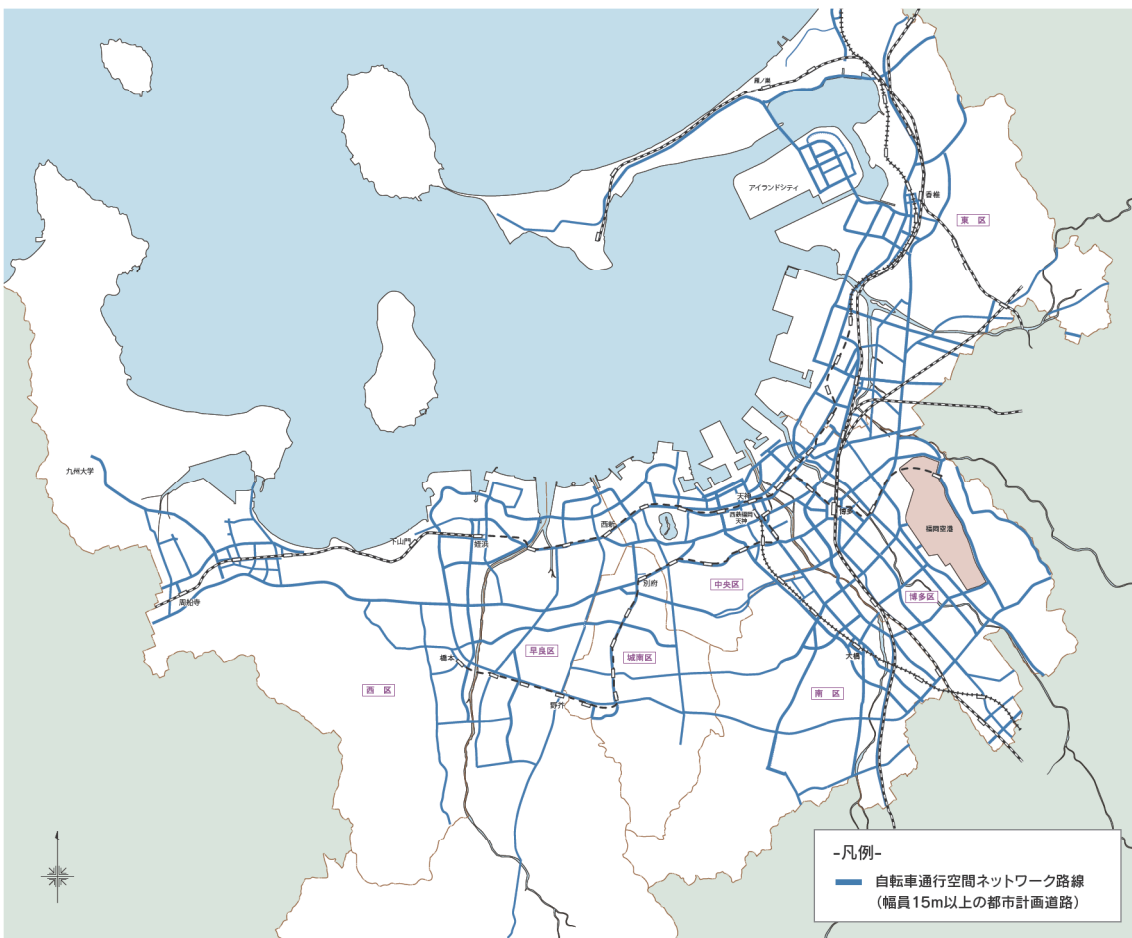 雁ノ巣
アイランドシティ
香椎
東 区
九州大学
天神
西鉄福岡
天神
博多
福岡空港
西新
下山門
姪浜
別府
中央区
博多区
周船寺
早良区
城南区
大橋
橋本
西 区
南 区
野芥
-凡例-
自転車通行空間ネットワーク路線
(幅員15m以上の都市計画道路)